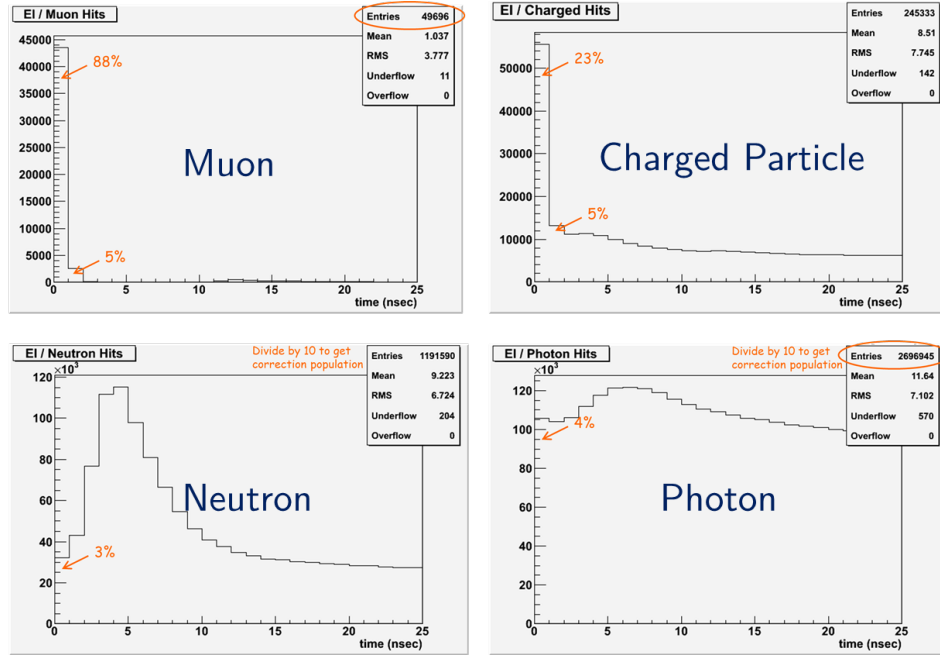 EI / Muon Hits
Entries 49696
Mean 1.037
RMS 3.777
Underflow 11
Overflow 0
45000
40000
35000
30000
25000
20000
15000
10000
5000
0
88%
5%
Muon
0 5 10 15 20 25
time (nsec)
EI / Charged Hits
Entries 245333
Mean 8.51
RMS 7.745
Underflow 142
Overflow 0
50000
40000
30000
20000
10000
0
23%
5%
Charged Particle
0 5 10 15 20 25
time (nsec)
EI / Neutron Hits
Divide by 10 to get
correction population
Entries 1191590
Mean 9.223
RMS 6.724
Underflow 204
Overflow 0
×10³
120
100
80
60
40
20
0
3%
Neutron
0 5 10 15 20 25
time (nsec)
EI / Photon Hits
Divide by 10 to get
correction population
Entries 2696945
Mean 11.64
RMS 7.102
Underflow 570
Overflow 0
×10³
120
100
80
60
40
20
0
4%
Photon
0 5 10 15 20 25
time (nsec)